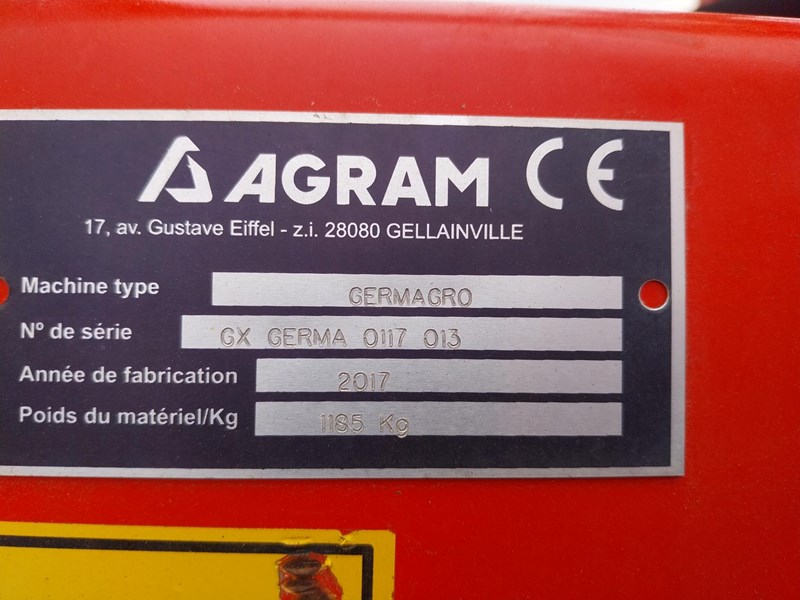 AGRAM CE
17, av. Gustave Eiffel - z.i. 28080 GELLAINVILLE
Machine type GERMAGRO
N° de série GX GERMA 0117 013
Année de fabrication 2017
Poids du matériel/Kg 1185 Kg